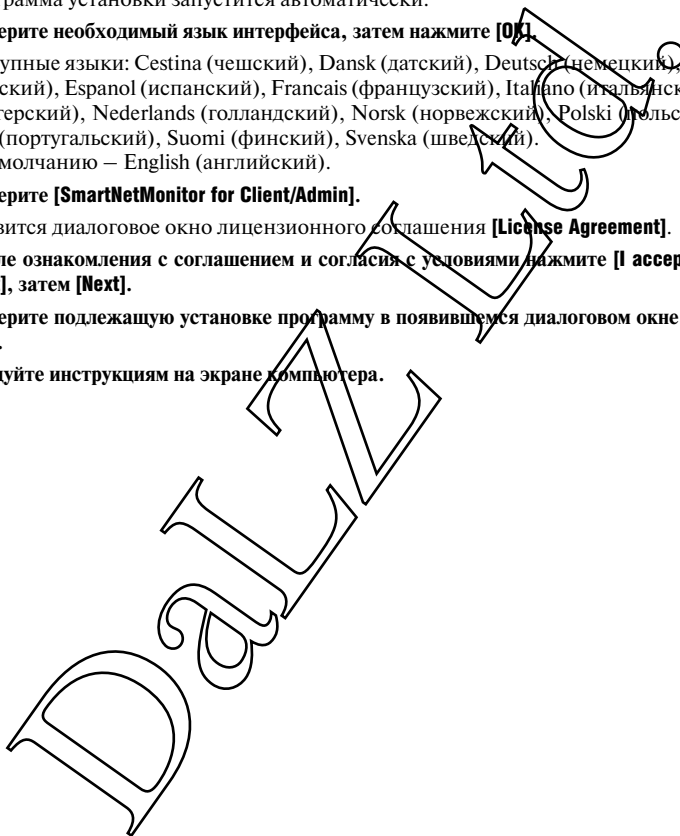 грамма установки запустится автоматически.
ерите необходимый язык интерфейса, затем нажмите [OK].
упные языки: Cestina (чешский), Dansk (датский), Deutsch (немецкий),
ский), Espanol (испанский), Francais (французский), Italiano (итальянск
герский), Nederlands (голландский), Norsk (норвежский), Polski (польс
(португальский), Suomi (финский), Svenska (шведский).
молчанию – English (английский).
ерите [SmartNetMonitor for Client/Admin].
вится диалоговое окно лицензионного соглашения [License Agreement].
ле ознакомления с соглашением и согласия с условиями нажмите [I accep
], затем [Next].
ерите подлежащую установке программу в появившемся диалоговом окне
.
дуйте инструкциям на экране компьютера.
DaLZ Ltd.